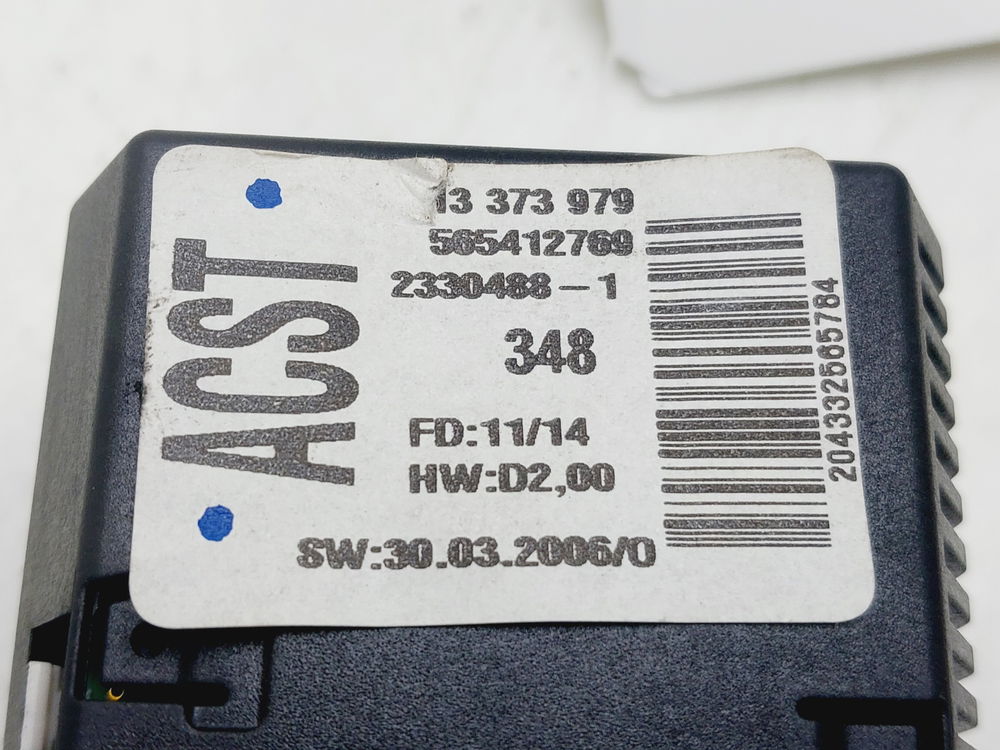 ACST
13 373 979
565412769
2330488-1
348
FD:11/14
HW:D2,00
SW:30.03.2006/0
204332565784